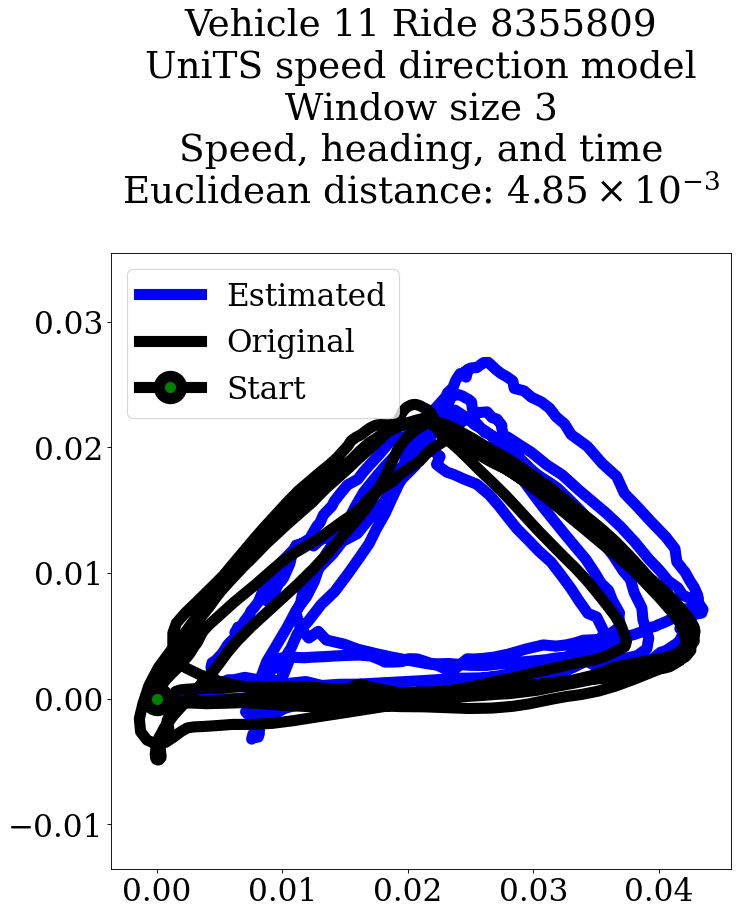 Vehicle 11 Ride 8355809
UniTS speed direction model
Window size 3
Speed, heading, and time
Euclidean distance: $4.85 × 10^{-3}$
Estimated
Original
Start
0.03
0.02
0.01
0.00
−0.01
0.00 0.01 0.02 0.03 0.04